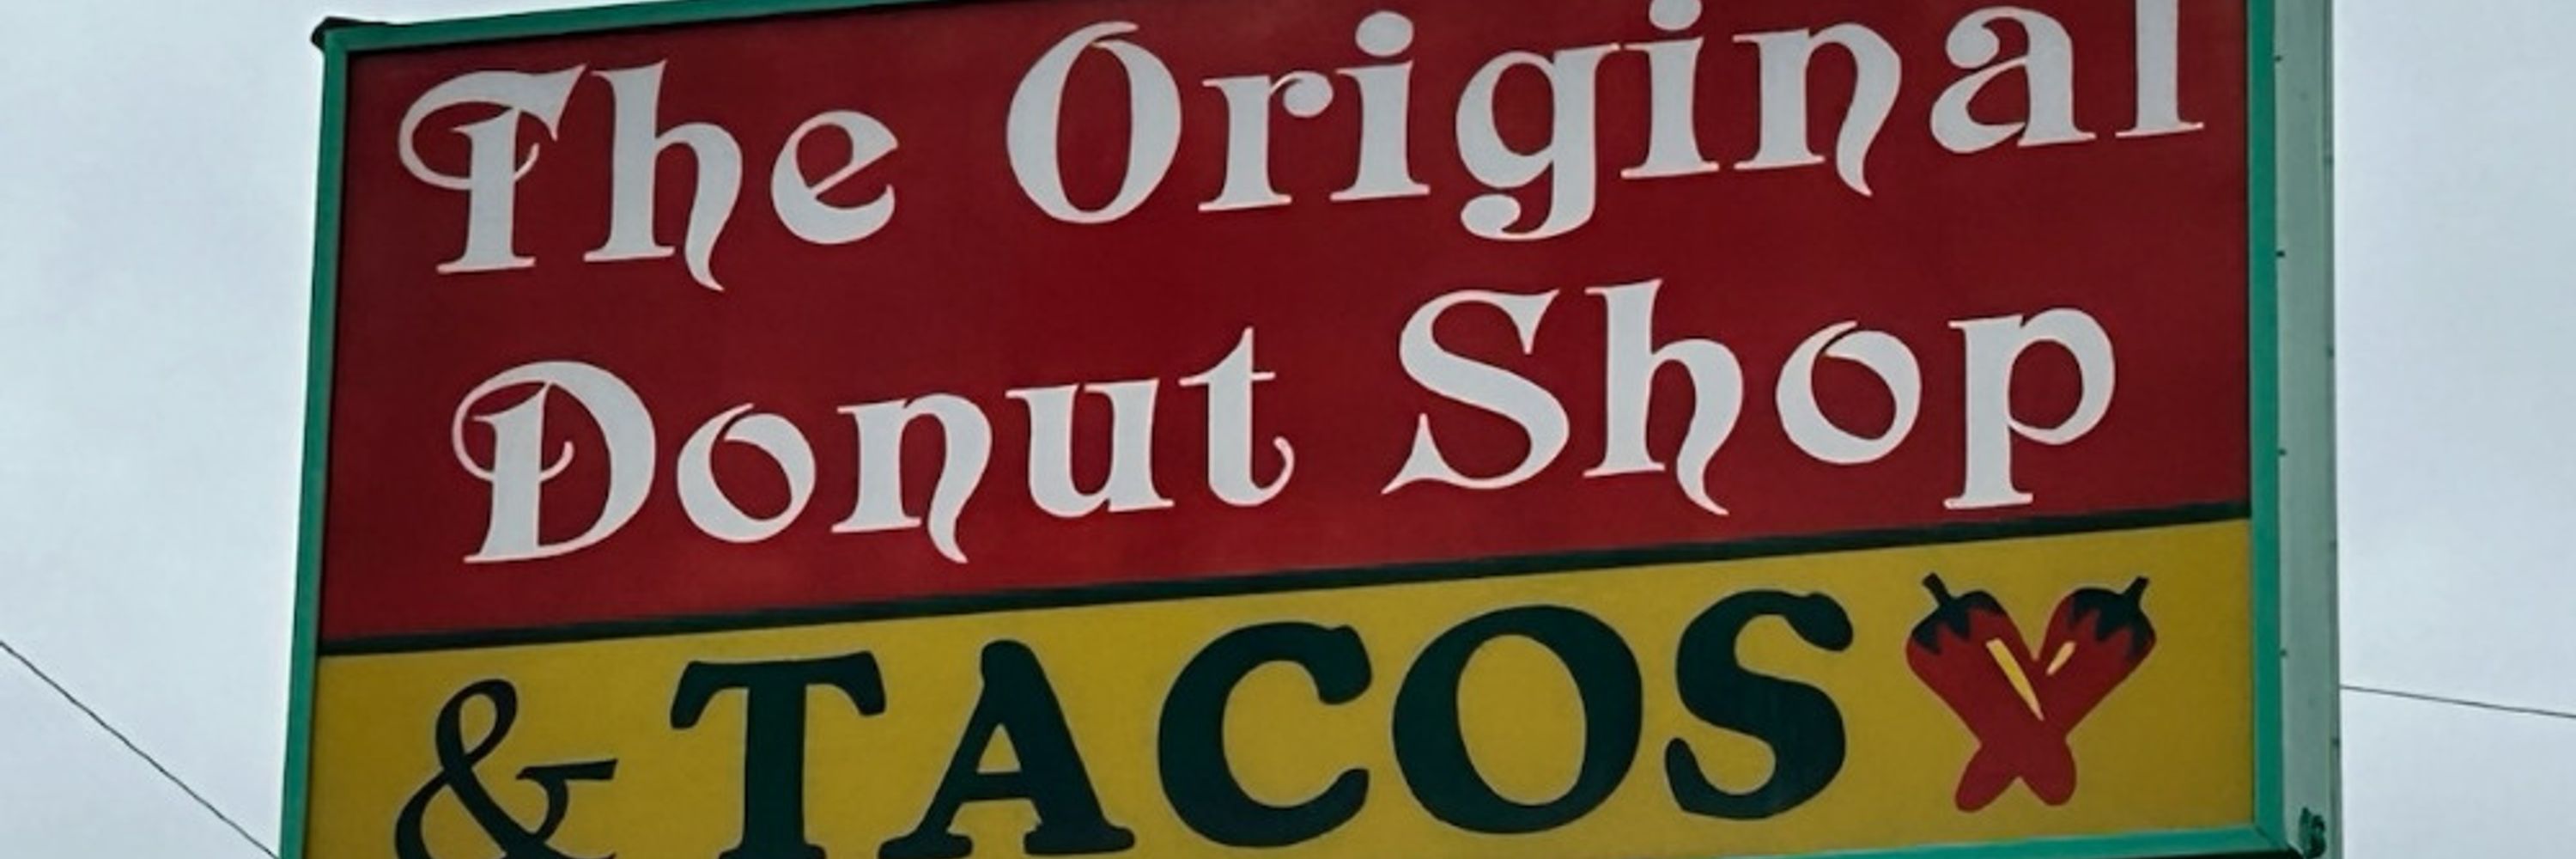 The Original
Donut Shop
& TACOS